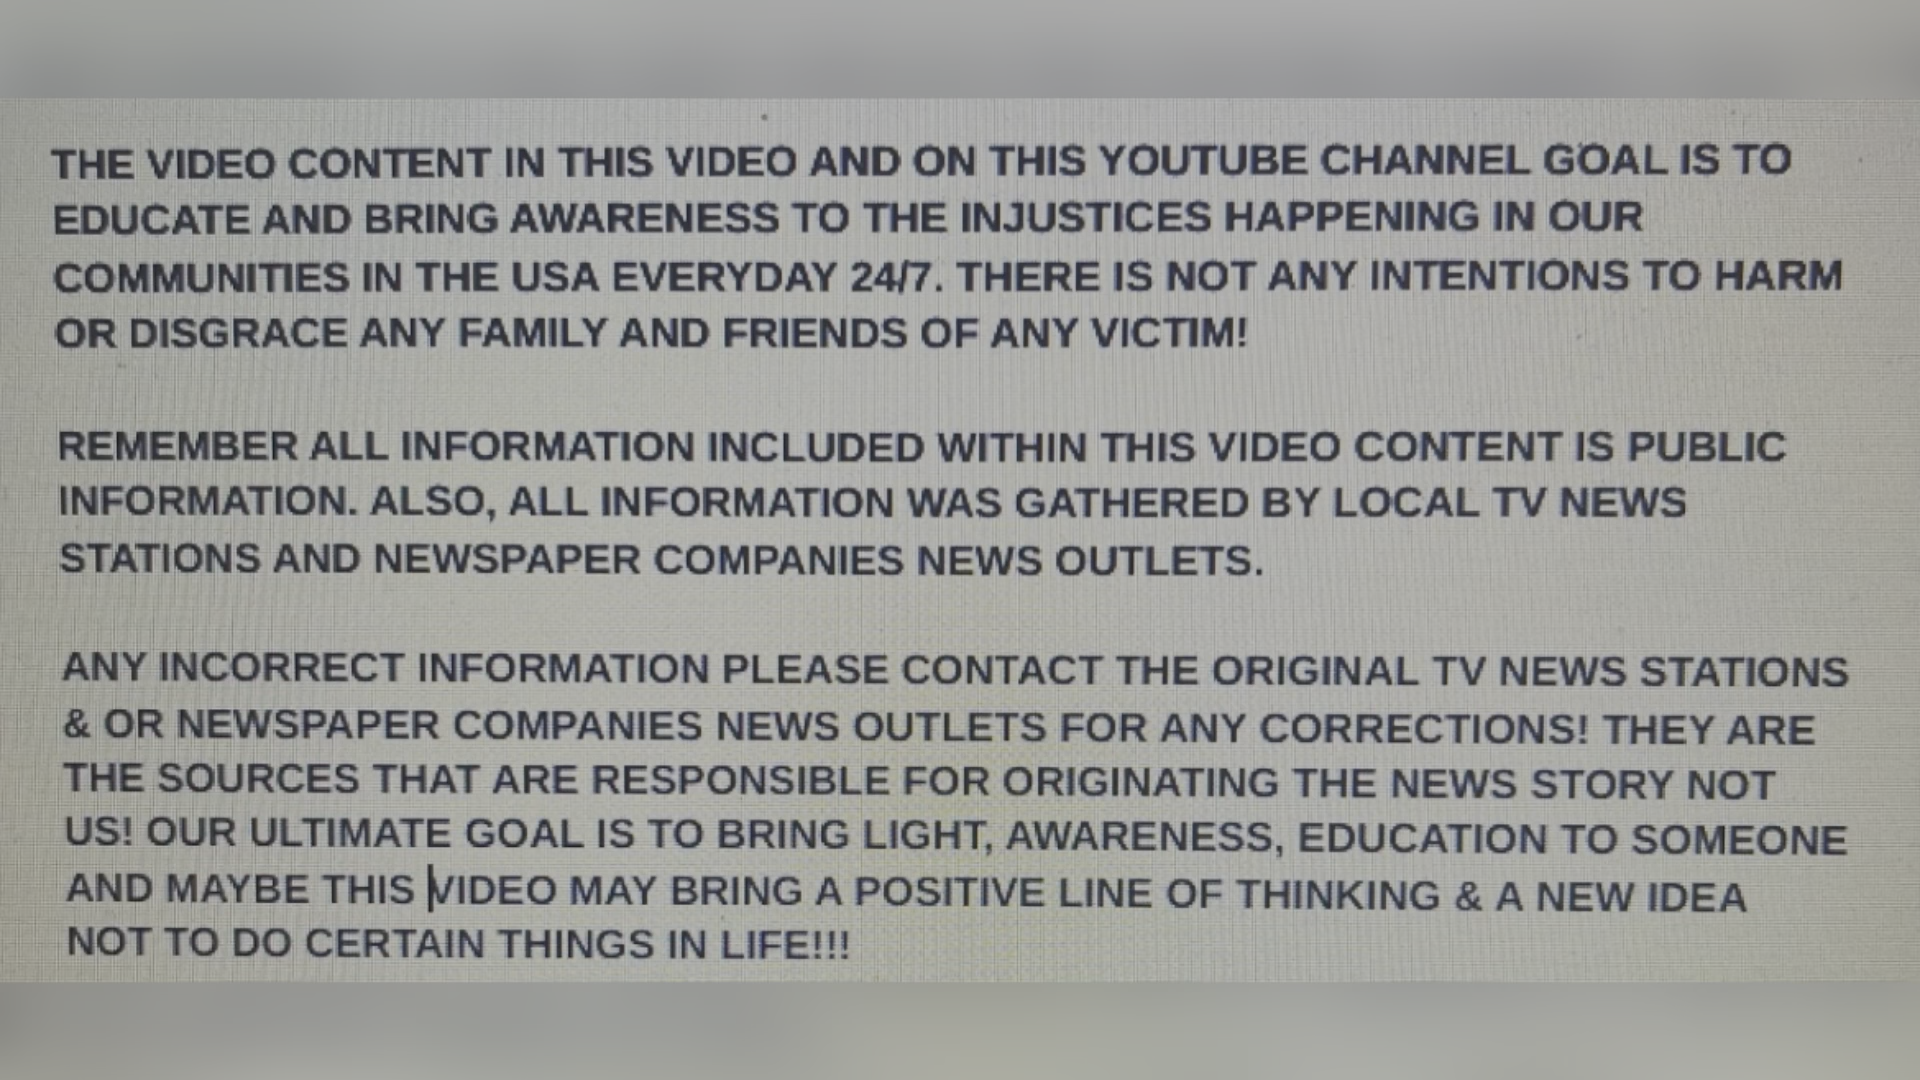 THE VIDEO CONTENT IN THIS VIDEO AND ON THIS YOUTUBE CHANNEL GOAL IS TO
EDUCATE AND BRING AWARENESS TO THE INJUSTICES HAPPENING IN OUR
COMMUNITIES IN THE USA EVERYDAY 24/7. THERE IS NOT ANY INTENTIONS TO HARM
OR DISGRACE ANY FAMILY AND FRIENDS OF ANY VICTIM!
REMEMBER ALL INFORMATION INCLUDED WITHIN THIS VIDEO CONTENT IS PUBLIC
INFORMATION. ALSO, ALL INFORMATION WAS GATHERED BY LOCAL TV NEWS
STATIONS AND NEWSPAPER COMPANIES NEWS OUTLETS.
ANY INCORRECT INFORMATION PLEASE CONTACT THE ORIGINAL TV NEWS STATIONS
& OR NEWSPAPER COMPANIES NEWS OUTLETS FOR ANY CORRECTIONS! THEY ARE
THE SOURCES THAT ARE RESPONSIBLE FOR ORIGINATING THE NEWS STORY NOT
US! OUR ULTIMATE GOAL IS TO BRING LIGHT, AWARENESS, EDUCATION TO SOMEONE
AND MAYBE THIS VIDEO MAY BRING A POSITIVE LINE OF THINKING & A NEW IDEA
NOT TO DO CERTAIN THINGS IN LIFE!!!